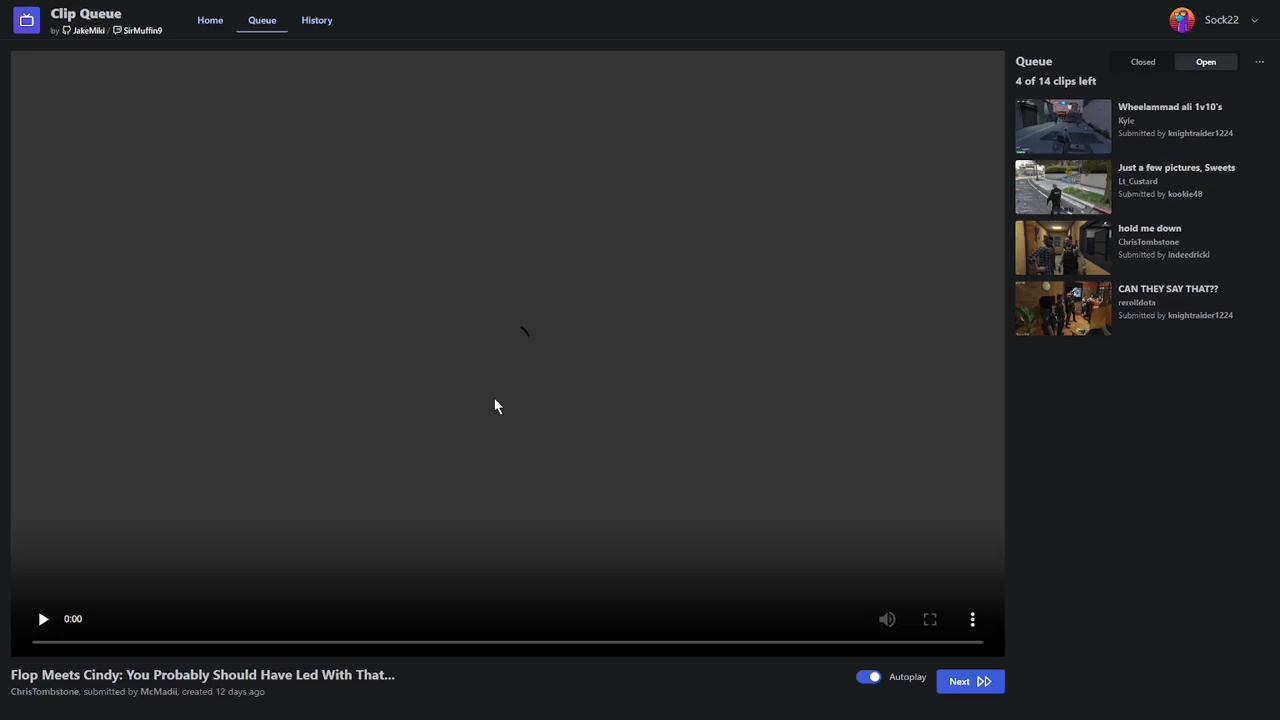 Clip Queue
by JakeMiki / SirMuffin9
Home
Queue
History
Sock22
Queue
Closed
Open
4 of 14 clips left
Wheelammad ali 1v10's
Kyle
Submitted by knightraider1224
Just a few pictures, Sweets
Lt_Custard
Submitted by kookie48
hold me down
ChrisTombstone
Submitted by indeedrickl
CAN THEY SAY THAT??
rerolldota
Submitted by knightraider1224
0:00
Flop Meets Cindy: You Probably Should Have Led With That...
ChrisTombstone, submitted by McMadii, created 12 days ago
Autoplay
Next